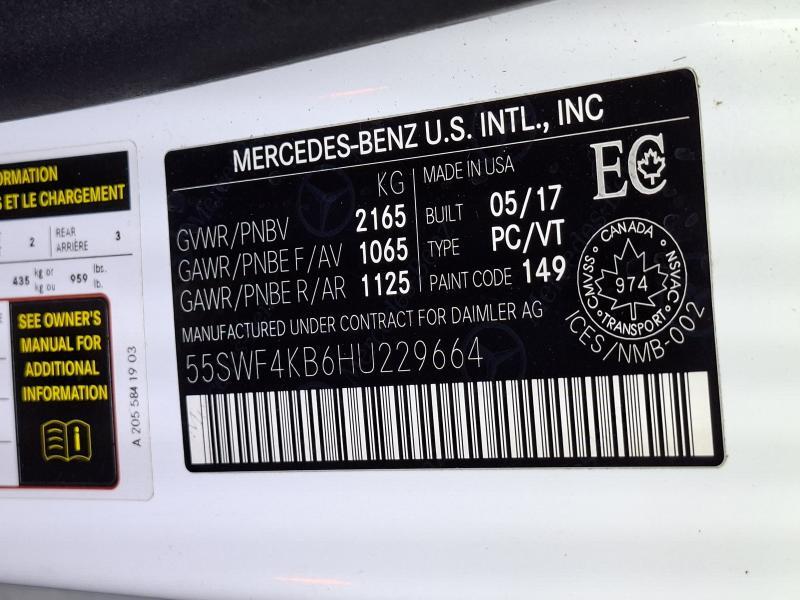 ORMATION
S ET LE CHARGEMENT
2
REAR
ARRIÈRE
3
435 kg or
kg ou
959 lbs.
lb.
SEE OWNER'S
MANUAL FOR
ADDITIONAL
INFORMATION
A 205 584 19 03
MERCEDES-BENZ U.S. INTL., INC
KG
GVWR/PNBV 2165
GAWR/PNBE F/AV 1065
GAWR/PNBE R/AR 1125
MADE IN USA
BUILT 05/17
TYPE PC/VT
PAINT CODE 149
MANUFACTURED UNDER CONTRACT FOR DAIMLER AG
55SWF4KB6HU229664
EC
CANADA
CMVSS
NSVAC
974
TRANSPORT
ICES/NMB-002